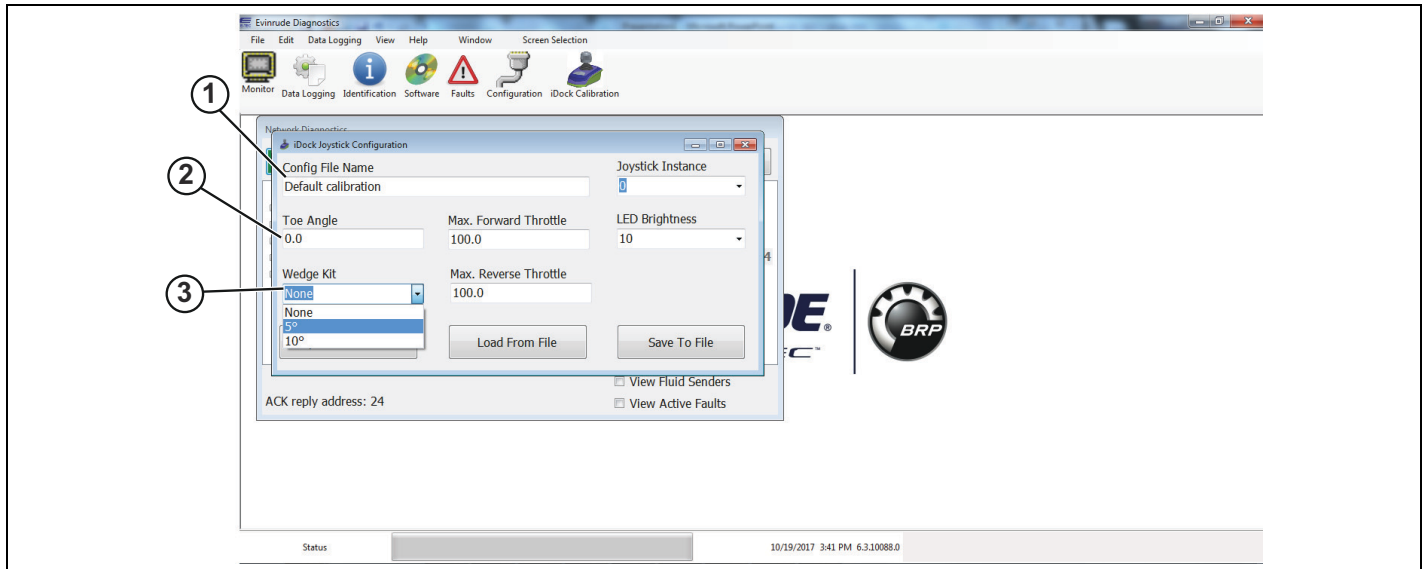 Evinrude Diagnostics
File Edit Data Logging View Help Window Screen Selection
Monitor Data Logging Identification Software Faults Configuration iDock Calibration
1
Network Diagnostics
iDock Joystick Configuration
Config File Name Joystick Instance
Default calibration 0
2
Toe Angle Max. Forward Throttle LED Brightness
0.0 100.0 10
4
3
Wedge Kit Max. Reverse Throttle
None 100.0
None
5°
10°
Load From File Save To File
DE®
EC™
BRP
View Fluid Senders
ACK reply address: 24 View Active Faults
Status 10/19/2017 3:41 PM 6.3.10088.0